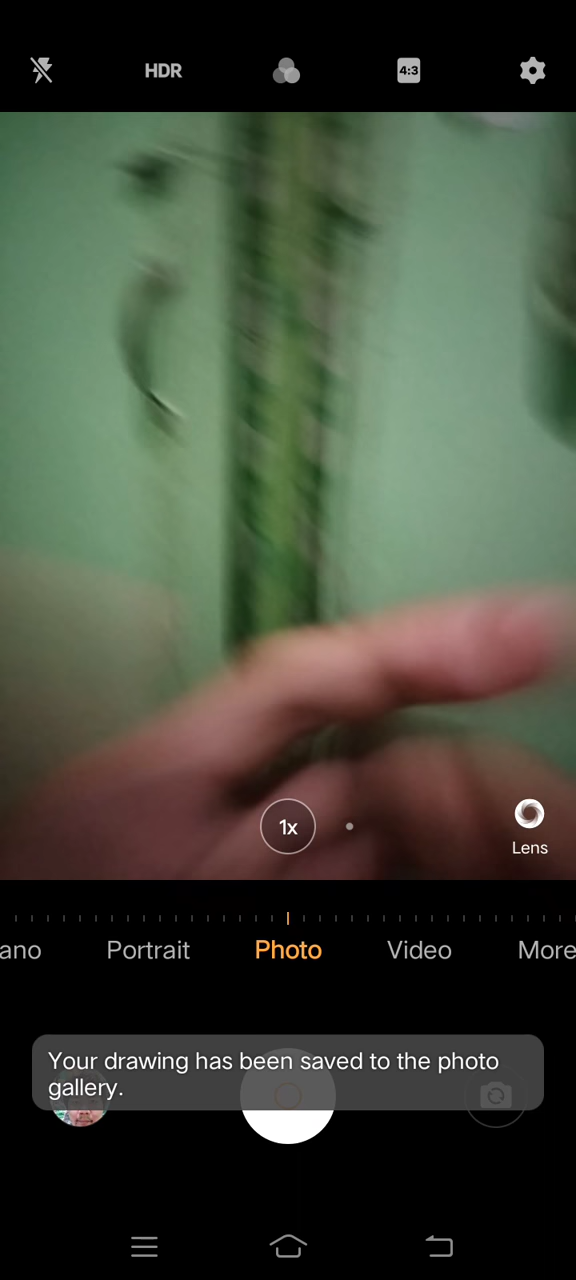 HDR
4:3
1x
Lens
ano Portrait Photo Video More
Your drawing has been saved to the photo
gallery.